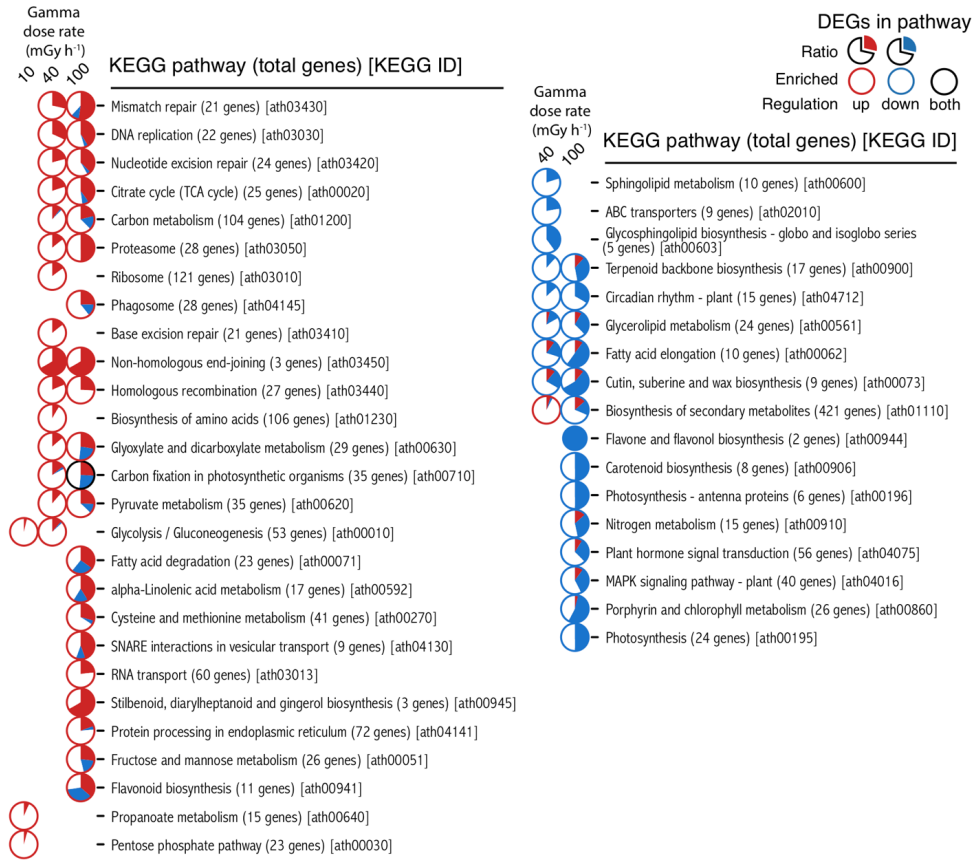 Gamma
dose rate
(mGy h-1)
10 40 100
KEGG pathway (total genes) [KEGG ID]
Mismatch repair (21 genes) [ath03430]
DNA replication (22 genes) [ath03030]
Nucleotide excision repair (24 genes) [ath03420]
Citrate cycle (TCA cycle) (25 genes) [ath00020]
Carbon metabolism (104 genes) [ath01200]
Proteasome (28 genes) [ath03050]
Ribosome (121 genes) [ath03010]
Phagosome (28 genes) [ath04145]
Base excision repair (21 genes) [ath03410]
Non-homologous end-joining (3 genes) [ath03450]
Homologous recombination (27 genes) [ath03440]
Biosynthesis of amino acids (106 genes) [ath01230]
Glyoxylate and dicarboxylate metabolism (29 genes) [ath00630]
Carbon fixation in photosynthetic organisms (35 genes) [ath00710]
Pyruvate metabolism (35 genes) [ath00620]
Glycolysis / Gluconeogenesis (53 genes) [ath00010]
Fatty acid degradation (23 genes) [ath00071]
alpha-Linolenic acid metabolism (17 genes) [ath00592]
Cysteine and methionine metabolism (41 genes) [ath00270]
SNARE interactions in vesicular transport (9 genes) [ath04130]
RNA transport (60 genes) [ath03013]
Stilbenoid, diarylheptanoid and gingerol biosynthesis (3 genes) [ath00945]
Protein processing in endoplasmic reticulum (72 genes) [ath04141]
Fructose and mannose metabolism (26 genes) [ath00051]
Flavonoid biosynthesis (11 genes) [ath00941]
Propanoate metabolism (15 genes) [ath00640]
Pentose phosphate pathway (23 genes) [ath00030]
DEGs in pathway
Ratio
Enriched
Regulation up down both
Gamma
dose rate
(mGy h-1)
40 100
KEGG pathway (total genes) [KEGG ID]
Sphingolipid metabolism (10 genes) [ath00600]
ABC transporters (9 genes) [ath02010]
Glycosphingolipid biosynthesis - globo and isoglobo series
(5 genes) [ath00603]
Terpenoid backbone biosynthesis (17 genes) [ath00900]
Circadian rhythm - plant (15 genes) [ath04712]
Glycerolipid metabolism (24 genes) [ath00561]
Fatty acid elongation (10 genes) [ath00062]
Cutin, suberine and wax biosynthesis (9 genes) [ath00073]
Biosynthesis of secondary metabolites (421 genes) [ath01110]
Flavone and flavonol biosynthesis (2 genes) [ath00944]
Carotenoid biosynthesis (8 genes) [ath00906]
Photosynthesis - antenna proteins (6 genes) [ath00196]
Nitrogen metabolism (15 genes) [ath00910]
Plant hormone signal transduction (56 genes) [ath04075]
MAPK signaling pathway - plant (40 genes) [ath04016]
Porphyrin and chlorophyll metabolism (26 genes) [ath00860]
Photosynthesis (24 genes) [ath00195]